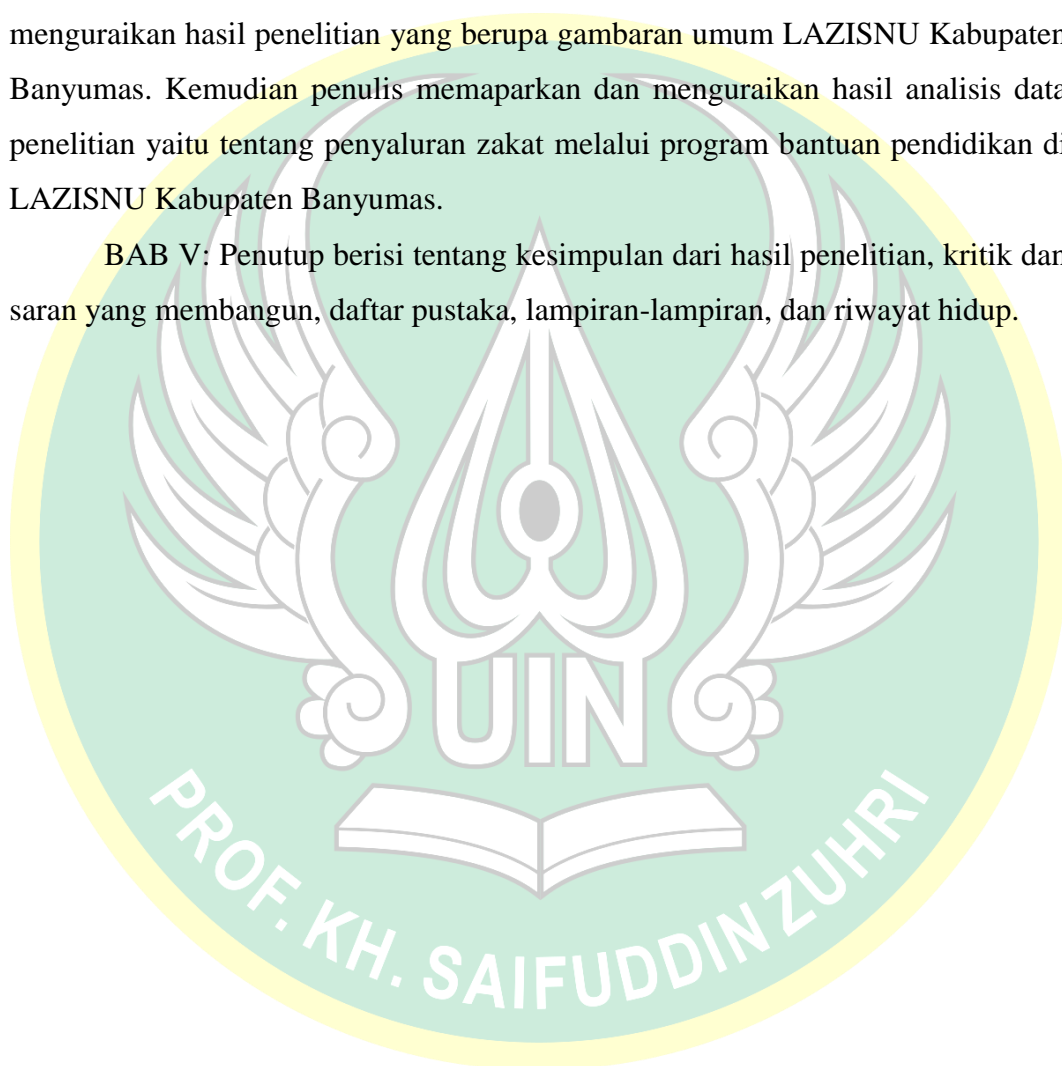 menguraikan hasil penelitian yang berupa gambaran umum LAZISNU Kabupaten
Banyumas. Kemudian penulis memaparkan dan menguraikan hasil analisis data
penelitian yaitu tentang penyaluran zakat melalui program bantuan pendidikan di
LAZISNU Kabupaten Banyumas.
BAB V: Penutup berisi tentang kesimpulan dari hasil penelitian, kritik dan
saran yang membangun, daftar pustaka, lampiran-lampiran, dan riwayat hidup.
UIN
PROF. KH. SAIFUDDIN ZUHRI